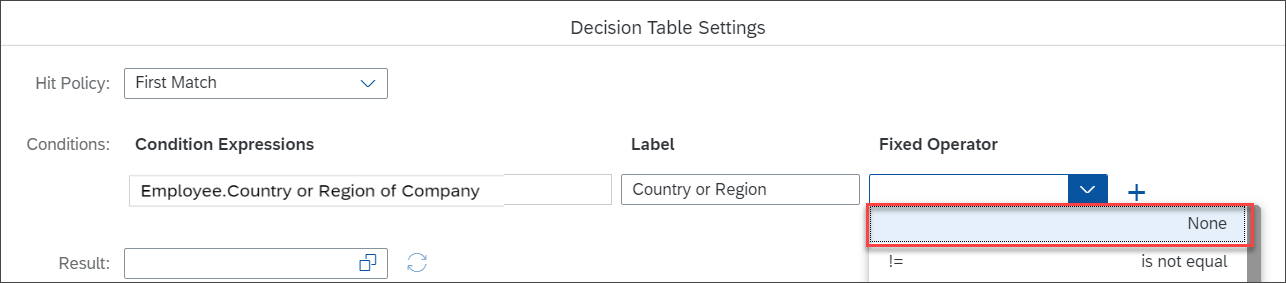 Decision Table Settings
Hit Policy: First Match
Conditions: Condition Expressions Label Fixed Operator
Employee.Country or Region of Company Country or Region
None
Result: != is not equal